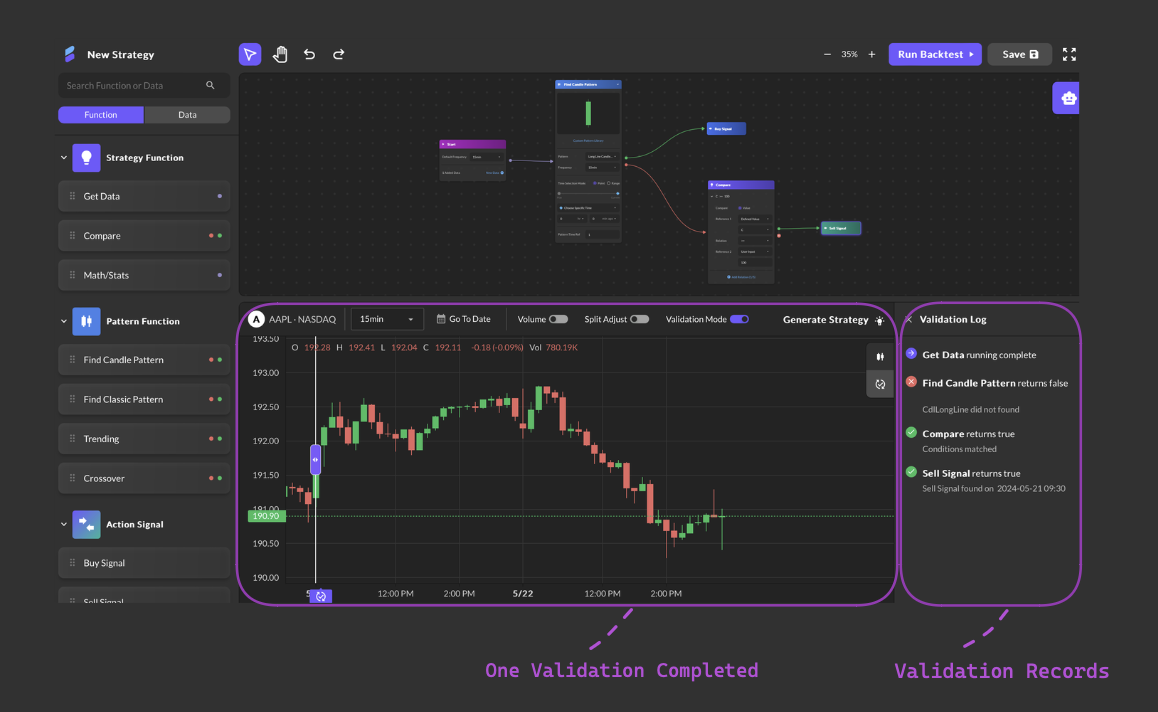 New Strategy
35%
Run Backtest
Save
Search Function or Data
Function
Data
Strategy Function
Get Data
Compare
Math/Stats
Pattern Function
Find Candle Pattern
Find Classic Pattern
Trending
Crossover
Action Signal
Buy Signal
Sell Signal
Start
Find Candle Pattern
Buy Signal
Compare
Sell Signal
A AAPL · NASDAQ
15min
Go To Date
Volume
Split Adjust
Validation Mode
Generate Strategy
O 192.28 H 192.41 L 192.04 C 192.11 -0.18 (-0.09%) Vol 780.19K
193.50
193.00
192.50
192.00
191.50
191.00
190.90
190.50
190.00
12:00 PM
2:00 PM
5/22
12:00 PM
2:00 PM
Validation Log
Get Data running complete
Find Candle Pattern returns false
CdlLongLine did not found
Compare returns true
Conditions matched
Sell Signal returns true
Sell Signal found on 2024-05-21 09:30
One Validation Completed
Validation Records